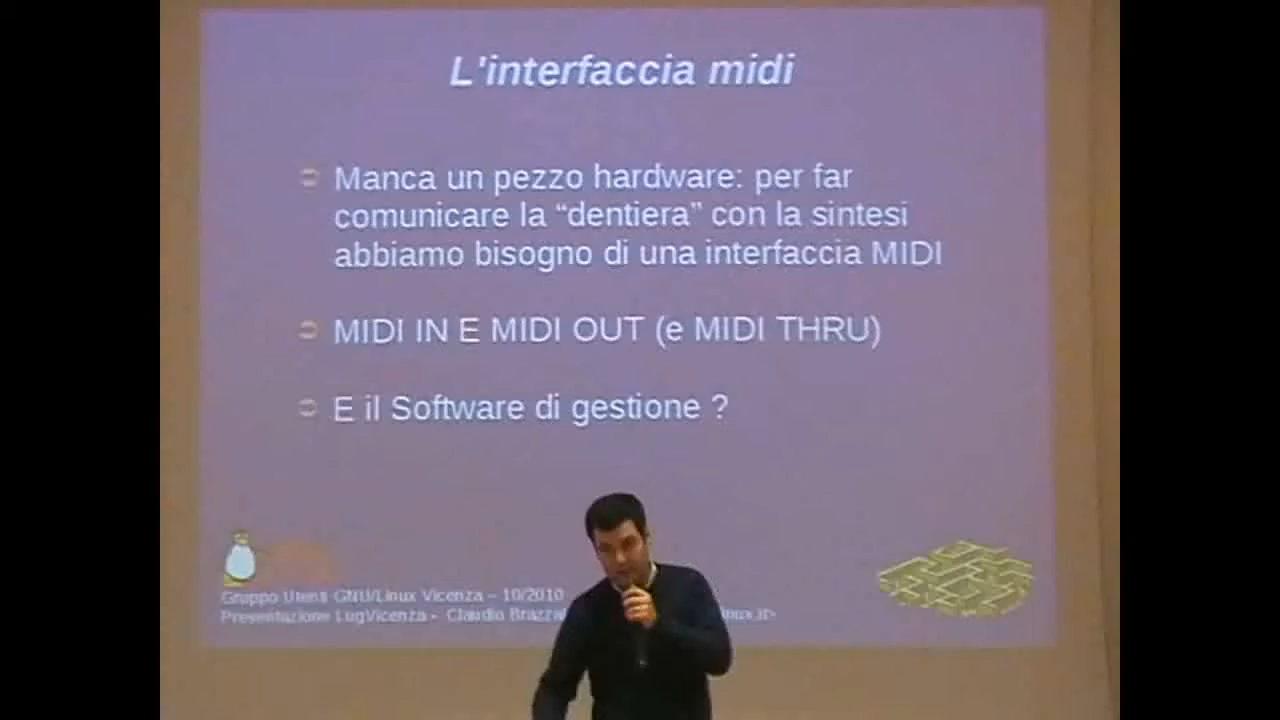 L'interfaccia midi
Manca un pezzo hardware: per far
comunicare la “dentiera” con la sintesi
abbiamo bisogno di una interfaccia MIDI
MIDI IN E MIDI OUT (e MIDI THRU)
E il Software di gestione ?
Gruppo Utenti GNU/Linux Vicenza – 10/2010
Presentazione LugVicenza - Claudio